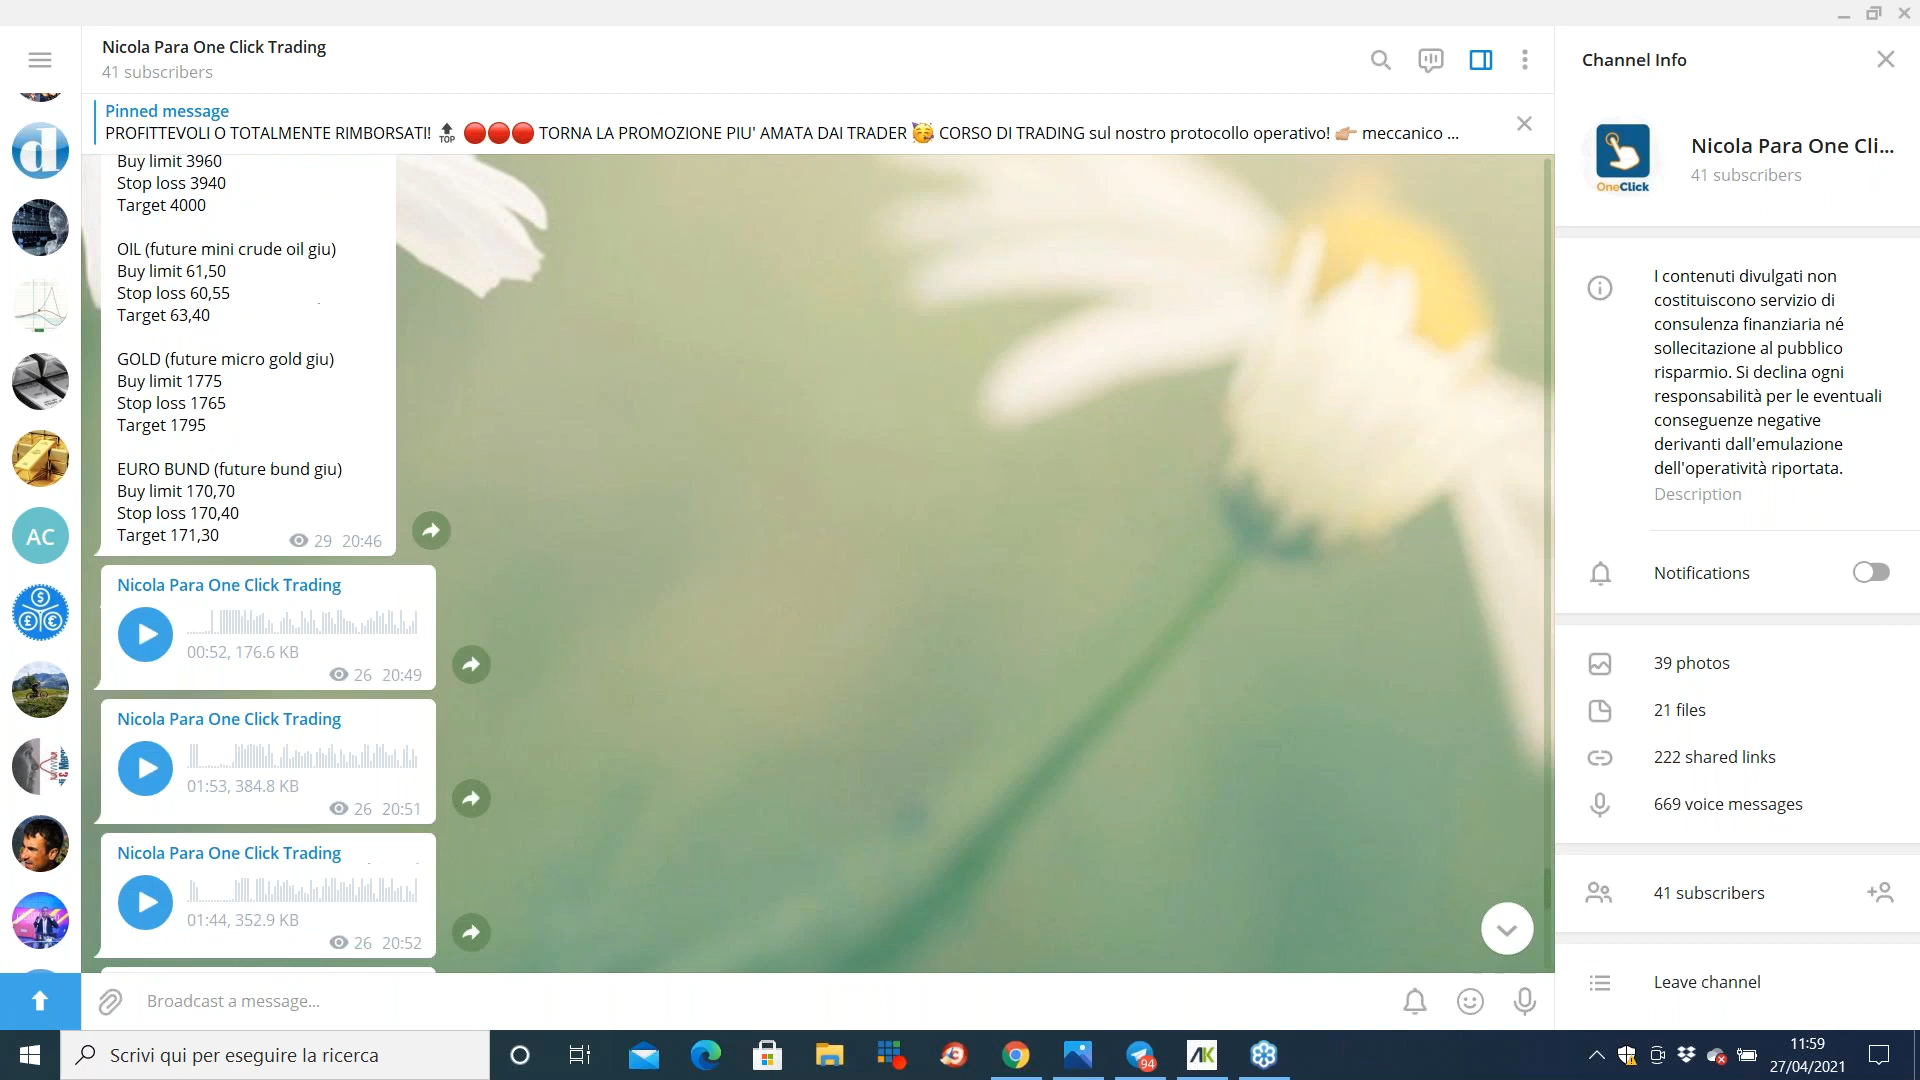 Nicola Para One Click Trading
41 subscribers
Pinned message
PROFITTEVOLI O TOTALMENTE RIMBORSATI! 🔝 🔴🔴🔴 TORNA LA PROMOZIONE PIU' AMATA DAI TRADER 🥳 CORSO DI TRADING sul nostro protocollo operativo! 👉🏼 meccanico ...
Buy limit 3960
Stop loss 3940
Target 4000
OIL (future mini crude oil giu)
Buy limit 61,50
Stop loss 60,55
Target 63,40
GOLD (future micro gold giu)
Buy limit 1775
Stop loss 1765
Target 1795
EURO BUND (future bund giu)
Buy limit 170,70
Stop loss 170,40
Target 171,30
29 20:46
Nicola Para One Click Trading
00:52, 176.6 KB
26 20:49
Nicola Para One Click Trading
01:53, 384.8 KB
26 20:51
Nicola Para One Click Trading
01:44, 352.9 KB
26 20:52
Broadcast a message...
AC
Channel Info
OneClick
Nicola Para One Cli...
41 subscribers
I contenuti divulgati non
costituiscono servizio di
consulenza finanziaria né
sollecitazione al pubblico
risparmio. Si declina ogni
responsabilità per le eventuali
conseguenze negative
derivanti dall'emulazione
dell'operatività riportata.
Description
Notifications
39 photos
21 files
222 shared links
669 voice messages
41 subscribers
Leave channel
Scrivi qui per eseguire la ricerca
94
11:59
27/04/2021